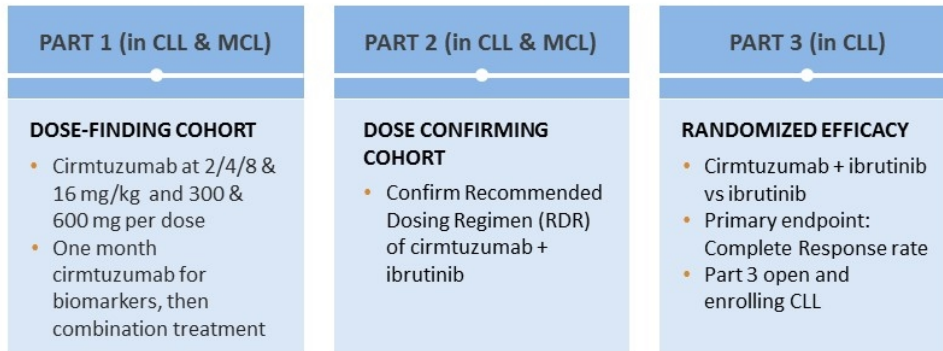 PART 1 (in CLL & MCL)
DOSE-FINDING COHORT
• Cirmtuzumab at 2/4/8 &
16 mg/kg and 300 &
600 mg per dose
• One month
cirmtuzumab for
biomarkers, then
combination treatment
PART 2 (in CLL & MCL)
DOSE CONFIRMING
COHORT
• Confirm Recommended
Dosing Regimen (RDR)
of cirmtuzumab +
ibrutinib
PART 3 (in CLL)
RANDOMIZED EFFICACY
• Cirmtuzumab + ibrutinib
vs ibrutinib
• Primary endpoint:
Complete Response rate
• Part 3 open and
enrolling CLL